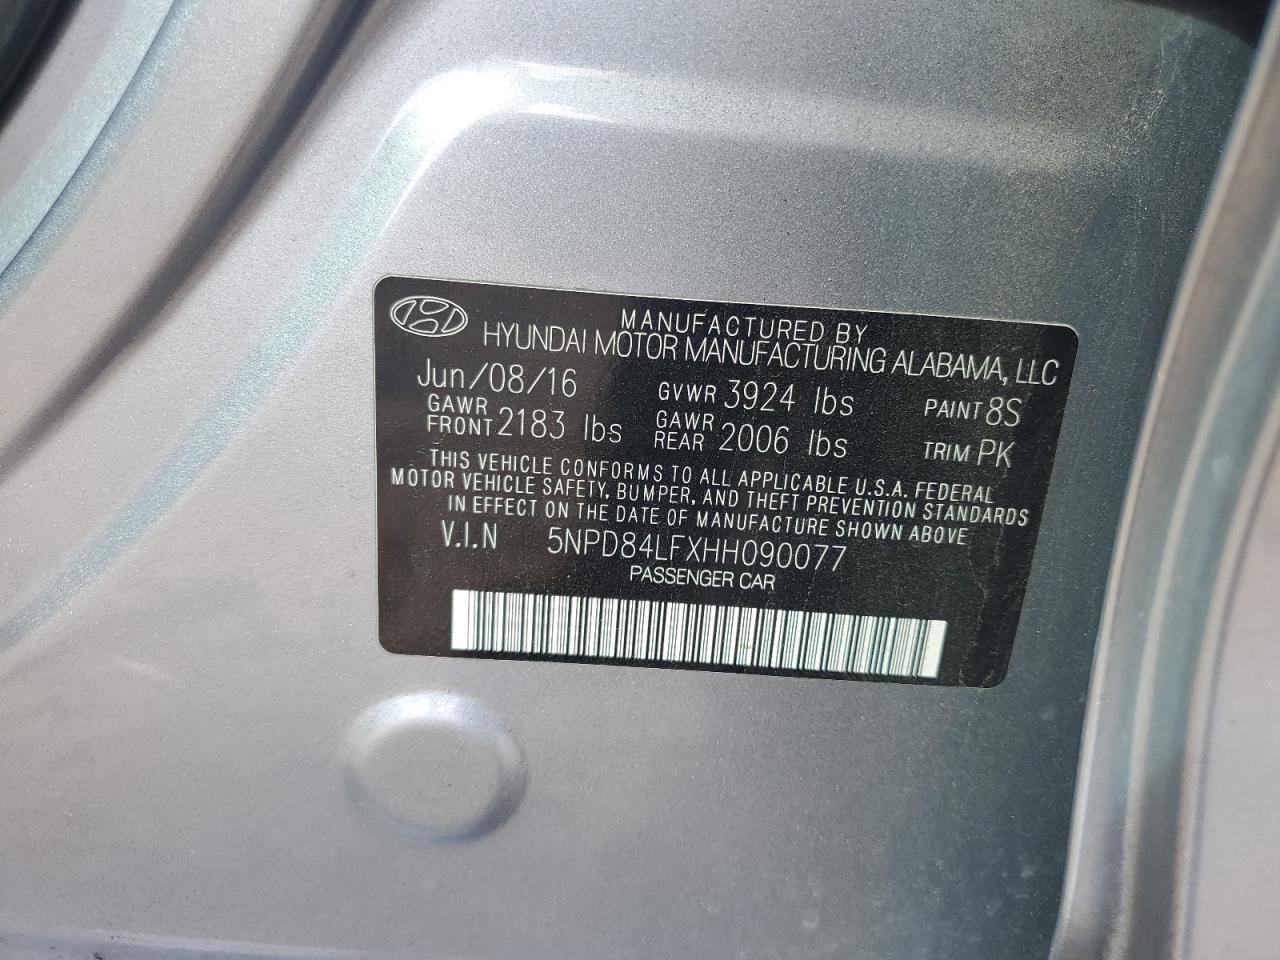 MANUFACTURED BY
HYUNDAI MOTOR MANUFACTURING ALABAMA, LLC
Jun/08/16 GVWR 3924 lbs PAINT 8S
GAWR FRONT 2183 lbs GAWR REAR 2006 lbs TRIM PK
THIS VEHICLE CONFORMS TO ALL APPLICABLE U.S.A. FEDERAL
MOTOR VEHICLE SAFETY, BUMPER, AND THEFT PREVENTION STANDARDS
IN EFFECT ON THE DATE OF MANUFACTURE SHOWN ABOVE
V.I.N 5NPD84LFXHH090077
PASSENGER CAR